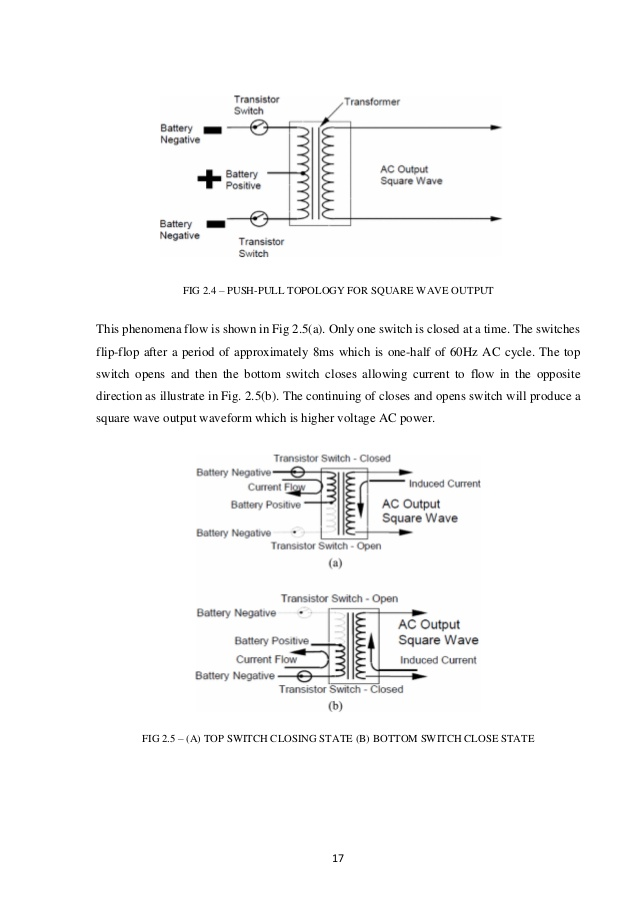 Transistor
Switch
Transformer
Battery
Negative
Battery
Positive
AC Output
Square Wave
Battery
Negative
Transistor
Switch
FIG 2.4 – PUSH-PULL TOPOLOGY FOR SQUARE WAVE OUTPUT
This phenomena flow is shown in Fig 2.5(a). Only one switch is closed at a time. The switches
flip-flop after a period of approximately 8ms which is one-half of 60Hz AC cycle. The top
switch opens and then the bottom switch closes allowing current to flow in the opposite
direction as illustrate in Fig. 2.5(b). The continuing of closes and opens switch will produce a
square wave output waveform which is higher voltage AC power.
Transistor Switch - Closed
Battery Negative
Current Flow
Induced Current
Battery Positive
AC Output
Square Wave
Battery Negative
Transistor Switch - Open
(a)
Transistor Switch - Open
Battery Negative
AC Output
Square Wave
Battery Positive
Current Flow
Induced Current
Battery Negative
Transistor Switch - Closed
(b)
FIG 2.5 – (A) TOP SWITCH CLOSING STATE (B) BOTTOM SWITCH CLOSE STATE
17